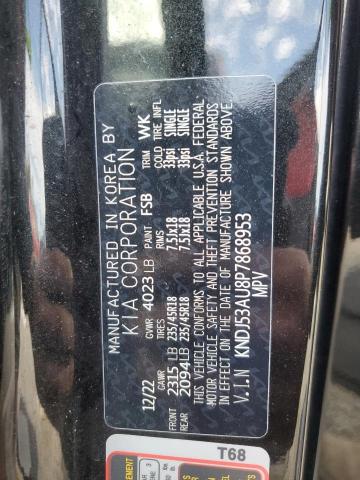 MANUFACTURED IN KOREA BY
KIA CORPORATION
12/22 GVWR 4023 LB PAINT FSB TRIM WK
GAWR TIRES RIMS COLD TIRE INFL
FRONT 2315 LB 235/45R18 7.5Jx18 33psi SINGLE
REAR 2094 LB 235/45R18 7.5Jx18 33psi SINGLE
THIS VEHICLE CONFORMS TO ALL APPLICABLE U.S.A. FEDERAL
MOTOR VEHICLE SAFETY AND THEFT PREVENTION STANDARDS
IN EFFECT ON THE DATE OF MANUFACTURE SHOWN ABOVE.
V.I.N KNDJ53AU8P7868953
MPV
T68